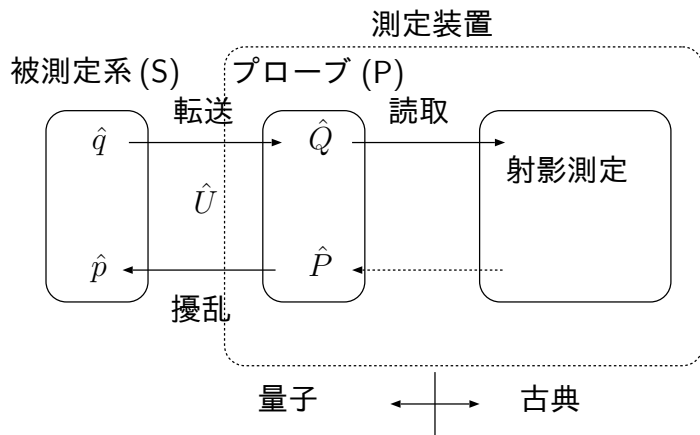 測定装置
被測定系 (S)
プローブ (P)
転送
読取
q̂
Q̂
射影測定
Û
p̂
P̂
擾乱
量子
古典